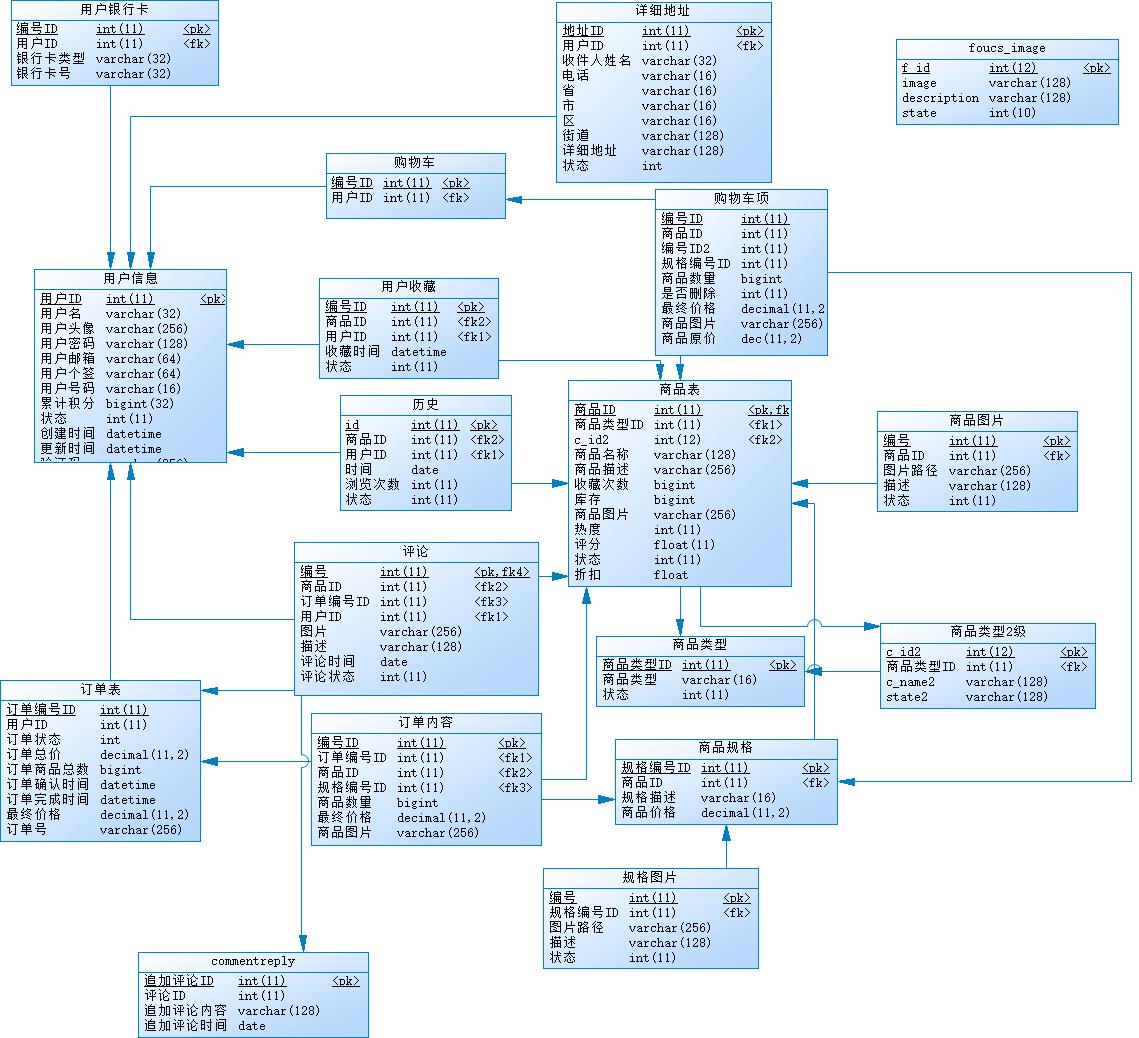 用户银行卡
编号ID int(11) <pk>
用户ID int(11) <fk>
银行卡类型 varchar(32)
银行卡号 varchar(32)
详细地址
地址ID int(11) <pk>
用户ID int(11) <fk>
收件人姓名 varchar(32)
电话 varchar(16)
省 varchar(16)
市 varchar(16)
区 varchar(16)
街道 varchar(128)
详细地址 varchar(128)
状态 int
foucs_image
f_id int(12) <pk>
image varchar(128)
description varchar(128)
state int(10)
购物车
编号ID int(11) <pk>
用户ID int(11) <fk>
购物车项
编号ID int(11)
商品ID int(11)
编号ID2 int(11)
规格编号ID int(11)
商品数量 bigint
是否删除 int(11)
最终价格 decimal(11,2
商品图片 varchar(256)
商品原价 dec(11,2)
用户信息
用户ID int(11) <pk>
用户名 varchar(32)
用户头像 varchar(256)
用户密码 varchar(128)
用户邮箱 varchar(64)
用户个签 varchar(64)
用户号码 varchar(16)
累计积分 bigint(32)
状态 int(11)
创建时间 datetime
更新时间 datetime
用户收藏
编号ID int(11) <pk>
商品ID int(11) <fk2>
用户ID int(11) <fk1>
收藏时间 datetime
状态 int(11)
历史
id int(11) <pk>
商品ID int(11) <fk2>
用户ID int(11) <fk1>
时间 date
浏览次数 int(11)
状态 int(11)
商品表
商品ID int(11) <pk,fk
商品类型ID int(11) <fk1>
c_id2 int(12) <fk2>
商品名称 varchar(128)
商品描述 varchar(256)
收藏次数 bigint
库存 bigint
商品图片 varchar(256)
热度 int(11)
评分 float(11)
状态 int(11)
折扣 float
商品图片
编号 int(11) <pk>
商品ID int(11) <fk>
图片路径 varchar(256)
描述 varchar(128)
状态 int(11)
评论
编号 int(11) <pk,fk4>
商品ID int(11) <fk2>
订单编号ID int(11) <fk3>
用户ID int(11) <fk1>
图片 varchar(256)
描述 varchar(128)
评论时间 date
评论状态 int(11)
商品类型
商品类型ID int(11) <pk>
商品类型 varchar(16)
状态 int(11)
商品类型2级
c_id2 int(12) <pk>
商品类型ID int(11) <fk>
c_name2 varchar(128)
state2 varchar(128)
订单表
订单编号ID int(11)
用户ID int(11)
订单状态 int
订单总价 decimal(11,2)
订单商品总数 bigint
订单确认时间 datetime
订单完成时间 datetime
最终价格 decimal(11,2)
订单号 varchar(256)
订单内容
编号ID int(11) <pk>
订单编号ID int(11) <fk1>
商品ID int(11) <fk2>
规格编号ID int(11) <fk3>
商品数量 bigint
最终价格 decimal(11,2)
商品图片 varchar(256)
商品规格
规格编号ID int(11) <pk>
商品ID int(11) <fk>
规格描述 varchar(16)
商品价格 decimal(11,2)
规格图片
编号 int(11) <pk>
规格编号ID int(11) <fk>
图片路径 varchar(256)
描述 varchar(128)
状态 int(11)
commentreply
追加评论ID int(11) <pk>
评论ID int(11)
追加评论内容 varchar(128)
追加评论时间 date